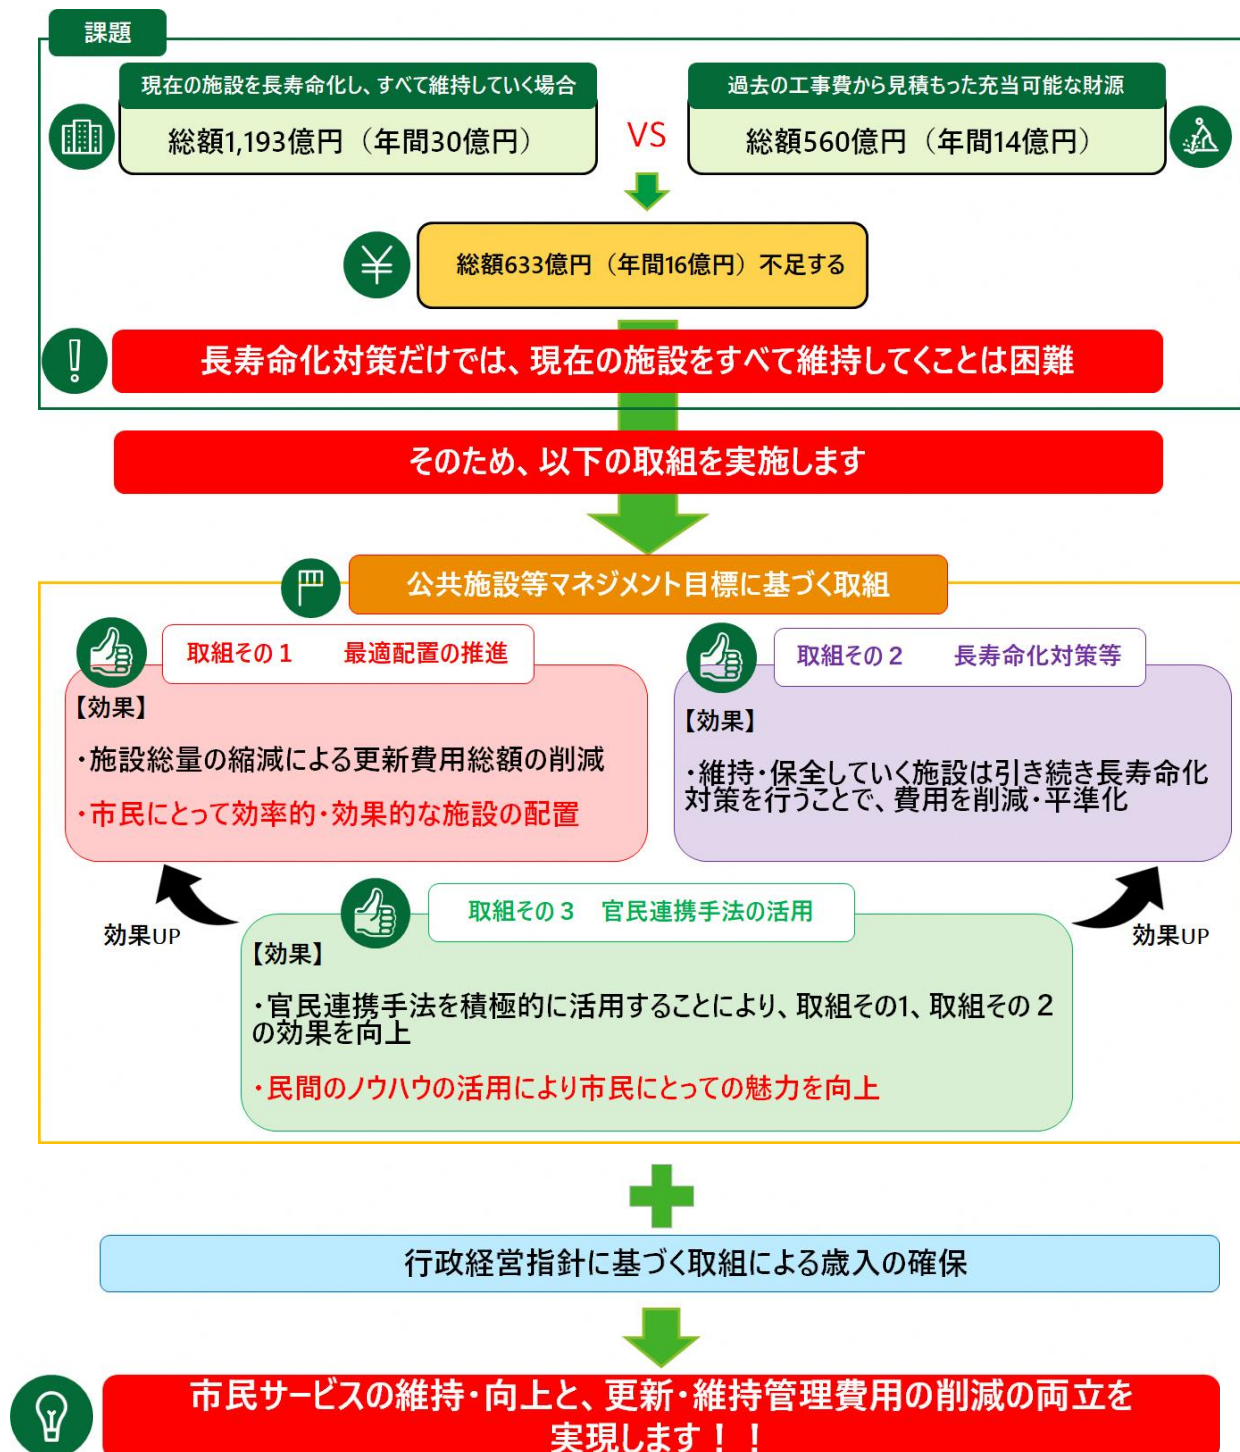 課題
現在の施設を長寿命化し、すべて維持していく場合
総額1,193億円（年間30億円）
VS
過去の工事費から見積もった充当可能な財源
総額560億円（年間14億円）
総額633億円（年間16億円）不足する
長寿命化対策だけでは、現在の施設をすべて維持してくことは困難
そのため、以下の取組を実施します
公共施設等マネジメント目標に基づく取組
取組その１　最適配置の推進
【効果】
・施設総量の縮減による更新費用総額の削減
・市民にとって効率的・効果的な施設の配置
取組その２　長寿命化対策等
【効果】
・維持・保全していく施設は引き続き長寿命化
対策を行うことで、費用を削減・平準化
効果UP
効果UP
取組その３　官民連携手法の活用
【効果】
・官民連携手法を積極的に活用することにより、取組その1、取組その２
の効果を向上
・民間のノウハウの活用により市民にとっての魅力を向上
行政経営指針に基づく取組による歳入の確保
市民サービスの維持・向上と、更新・維持管理費用の削減の両立を
実現します！！